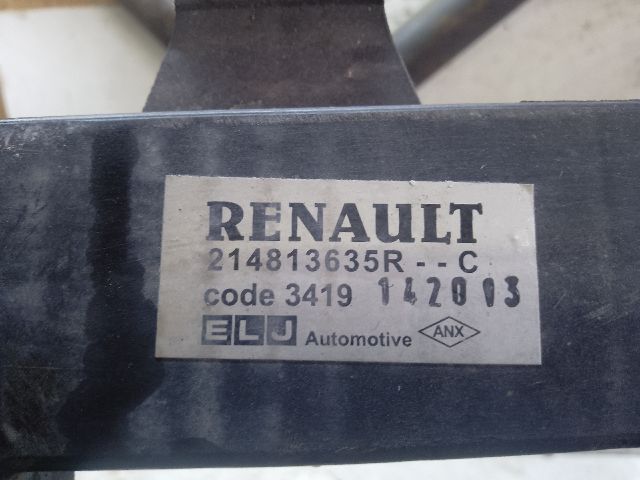 RENAULT
214813635R - - C
code 3419 142013
ELJ Automotive ANX